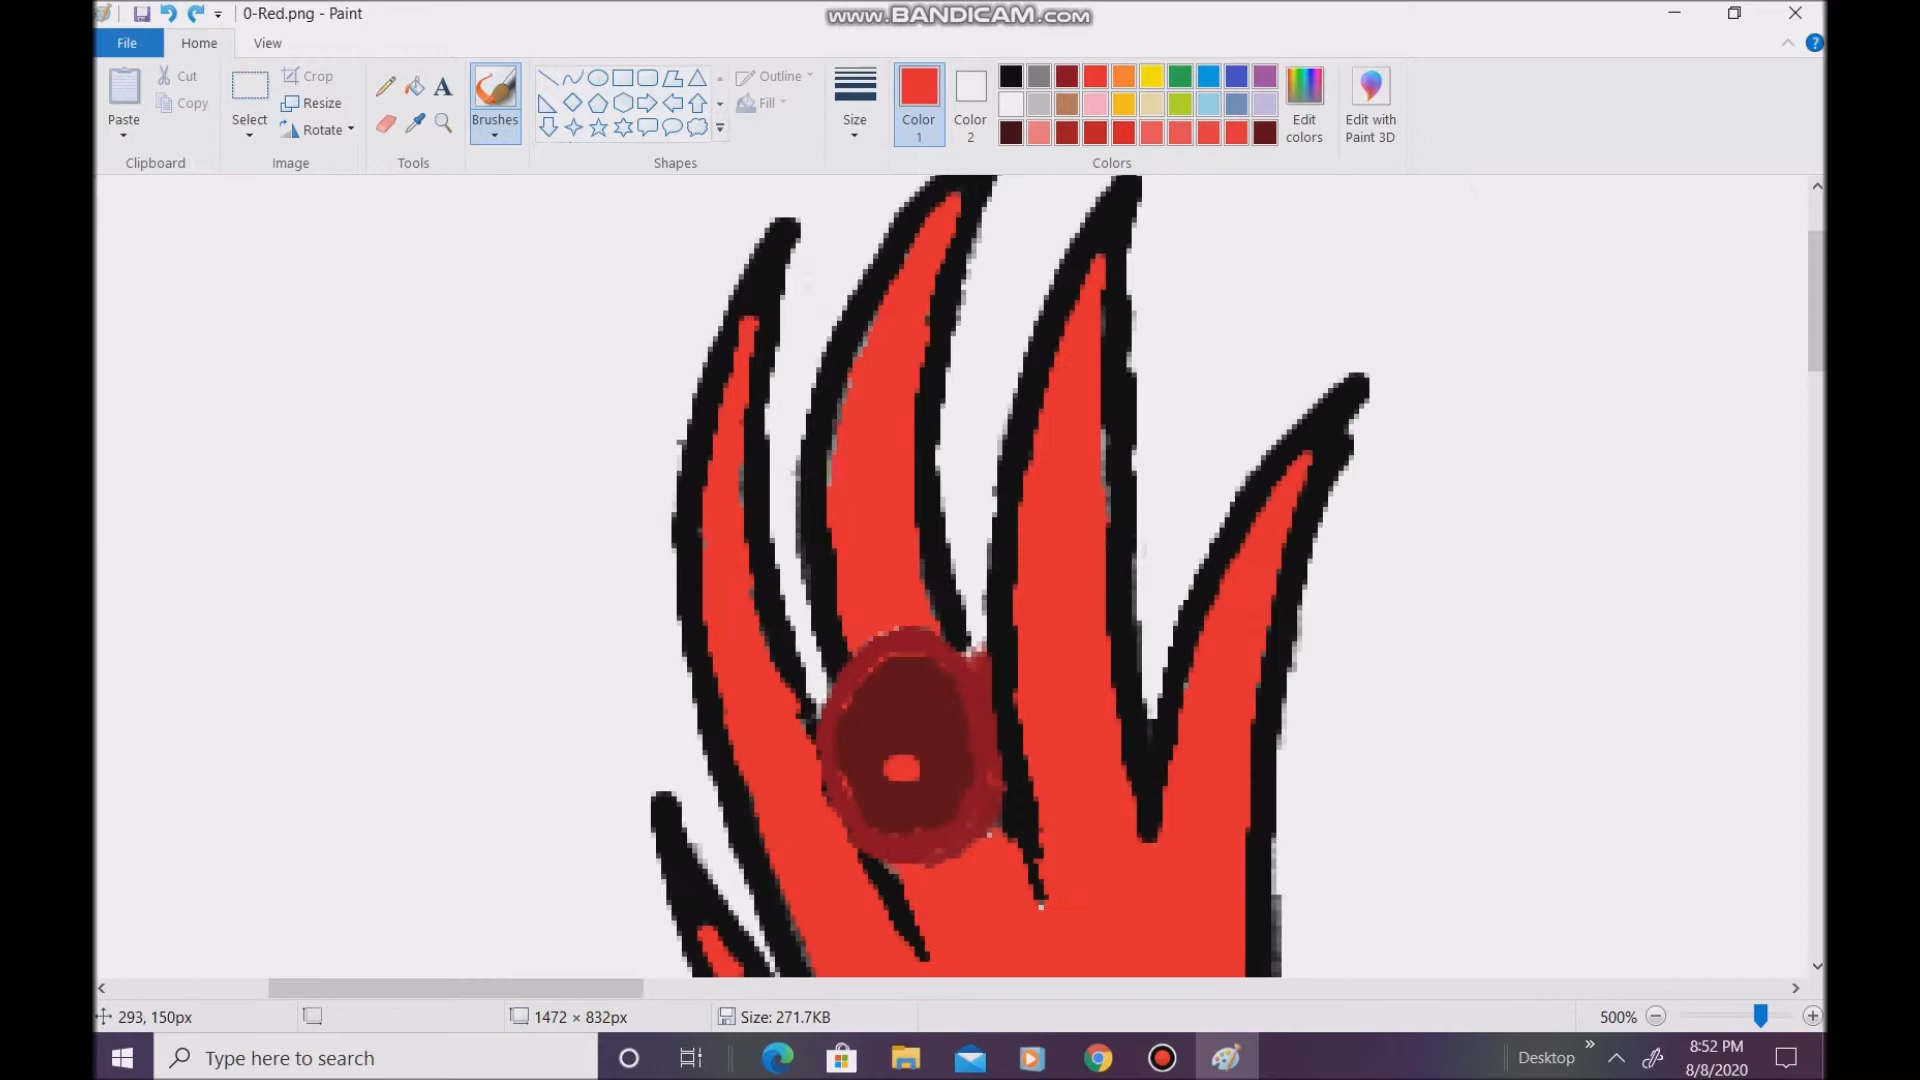 0-Red.png - Paint
www.BANDICAM.com
File Home View
Paste
Cut
Copy
Clipboard
Select
Crop
Resize
Rotate
Image
Tools
Brushes
Shapes
Outline
Fill
Size
Color 1
Color 2
Edit colors
Edit with Paint 3D
Colors
293, 150px
1472 × 832px
Size: 271.7KB
500%
Type here to search
Desktop
8:52 PM
8/8/2020